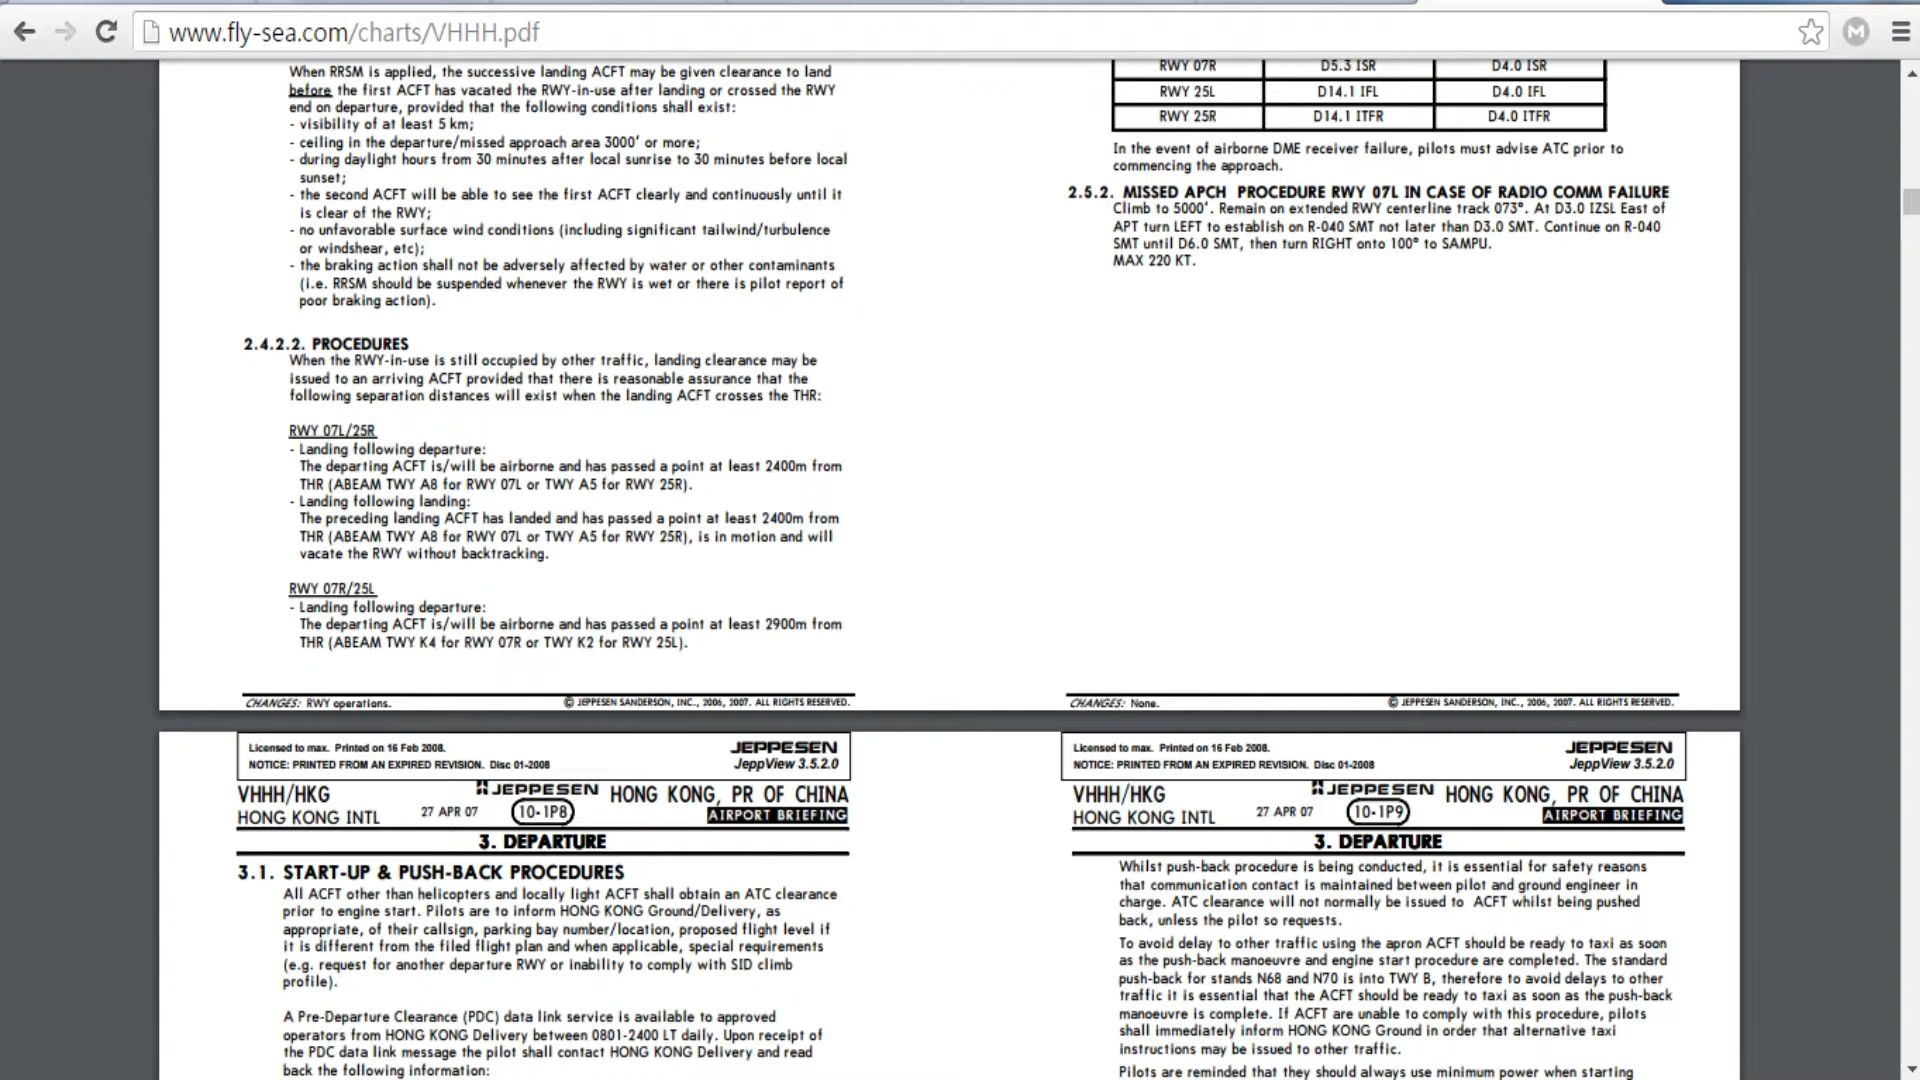 www.fly-sea.com/charts/VHHH.pdf
When RRSM is applied, the successive landing ACFT may be given clearance to land
before the first ACFT has vacated the RWY-in-use after landing or crossed the RWY
end on departure, provided that the following conditions shall exist:
- visibility of at least 5 km;
- ceiling in the departure/missed approach area 3000' or more;
- during daylight hours from 30 minutes after local sunrise to 30 minutes before local
sunset;
- the second ACFT will be able to see the first ACFT clearly and continuously until it
is clear of the RWY;
- no unfavorable surface wind conditions (including significant tailwind/turbulence
or windshear, etc);
- the braking action shall not be adversely affected by water or other contaminants
(i.e. RRSM should be suspended whenever the RWY is wet or there is pilot report of
poor braking action).
2.4.2.2. PROCEDURES
When the RWY-in-use is still occupied by other traffic, landing clearance may be
issued to an arriving ACFT provided that there is reasonable assurance that the
following separation distances will exist when the landing ACFT crosses the THR:
RWY 07L/25R
- Landing following departure:
The departing ACFT is/will be airborne and has passed a point at least 2400m from
THR (ABEAM TWY A8 for RWY 07L or TWY A5 for RWY 25R).
- Landing following landing:
The preceding landing ACFT has landed and has passed a point at least 2400m from
THR (ABEAM TWY A8 for RWY 07L or TWY A5 for RWY 25R), is in motion and will
vacate the RWY without backtracking.
RWY 07R/25L
- Landing following departure:
The departing ACFT is/will be airborne and has passed a point at least 2900m from
THR (ABEAM TWY K4 for RWY 07R or TWY K2 for RWY 25L).
CHANGES: RWY operations. © JEPPESEN SANDERSON, INC., 2006, 2007. ALL RIGHTS RESERVED.
RWY 07R D5.3 ISR D4.0 ISR
RWY 25L D14.1 IFL D4.0 IFL
RWY 25R D14.1 ITFR D4.0 ITFR
In the event of airborne DME receiver failure, pilots must advise ATC prior to
commencing the approach.
2.5.2. MISSED APCH PROCEDURE RWY 07L IN CASE OF RADIO COMM FAILURE
Climb to 5000'. Remain on extended RWY centerline track 073°. At D3.0 IZSL East of
APT turn LEFT to establish on R-040 SMT not later than D3.0 SMT. Continue on R-040
SMT until D6.0 SMT, then turn RIGHT onto 100° to SAMPU.
MAX 220 KT.
CHANGES: None. © JEPPESEN SANDERSON, INC., 2006, 2007. ALL RIGHTS RESERVED.
Licensed to max. Printed on 16 Feb 2008.
NOTICE: PRINTED FROM AN EXPIRED REVISION. Disc 01-2008
JEPPESEN
JeppView 3.5.2.0
VHHH/HKG JEPPESEN HONG KONG, PR OF CHINA
HONG KONG INTL 27 APR 07 10-1P8 AIRPORT BRIEFING
3. DEPARTURE
3.1. START-UP & PUSH-BACK PROCEDURES
All ACFT other than helicopters and locally light ACFT shall obtain an ATC clearance
prior to engine start. Pilots are to inform HONG KONG Ground/Delivery, as
appropriate, of their callsign, parking bay number/location, proposed flight level if
it is different from the filed flight plan and when applicable, special requirements
(e.g. request for another departure RWY or inability to comply with SID climb
profile).
A Pre-Departure Clearance (PDC) data link service is available to approved
operators from HONG KONG Delivery between 0801-2400 LT daily. Upon receipt of
the PDC data link message the pilot shall contact HONG KONG Delivery and read
back the following information:
Licensed to max. Printed on 16 Feb 2008.
NOTICE: PRINTED FROM AN EXPIRED REVISION. Disc 01-2008
JEPPESEN
JeppView 3.5.2.0
VHHH/HKG JEPPESEN HONG KONG, PR OF CHINA
HONG KONG INTL 27 APR 07 10-1P9 AIRPORT BRIEFING
3. DEPARTURE
Whilst push-back procedure is being conducted, it is essential for safety reasons
that communication contact is maintained between pilot and ground engineer in
charge. ATC clearance will not normally be issued to ACFT whilst being pushed
back, unless the pilot so requests.
To avoid delay to other traffic using the apron ACFT should be ready to taxi as soon
as the push-back manoeuvre and engine start procedure are completed. The standard
push-back for stands N68 and N70 is into TWY B, therefore to avoid delays to other
traffic it is essential that the ACFT should be ready to taxi as soon as the push-back
manoeuvre is complete. If ACFT are unable to comply with this procedure, pilots
shall immediately inform HONG KONG Ground in order that alternative taxi
instructions may be issued to other traffic.
Pilots are reminded that they should always use minimum power when starting